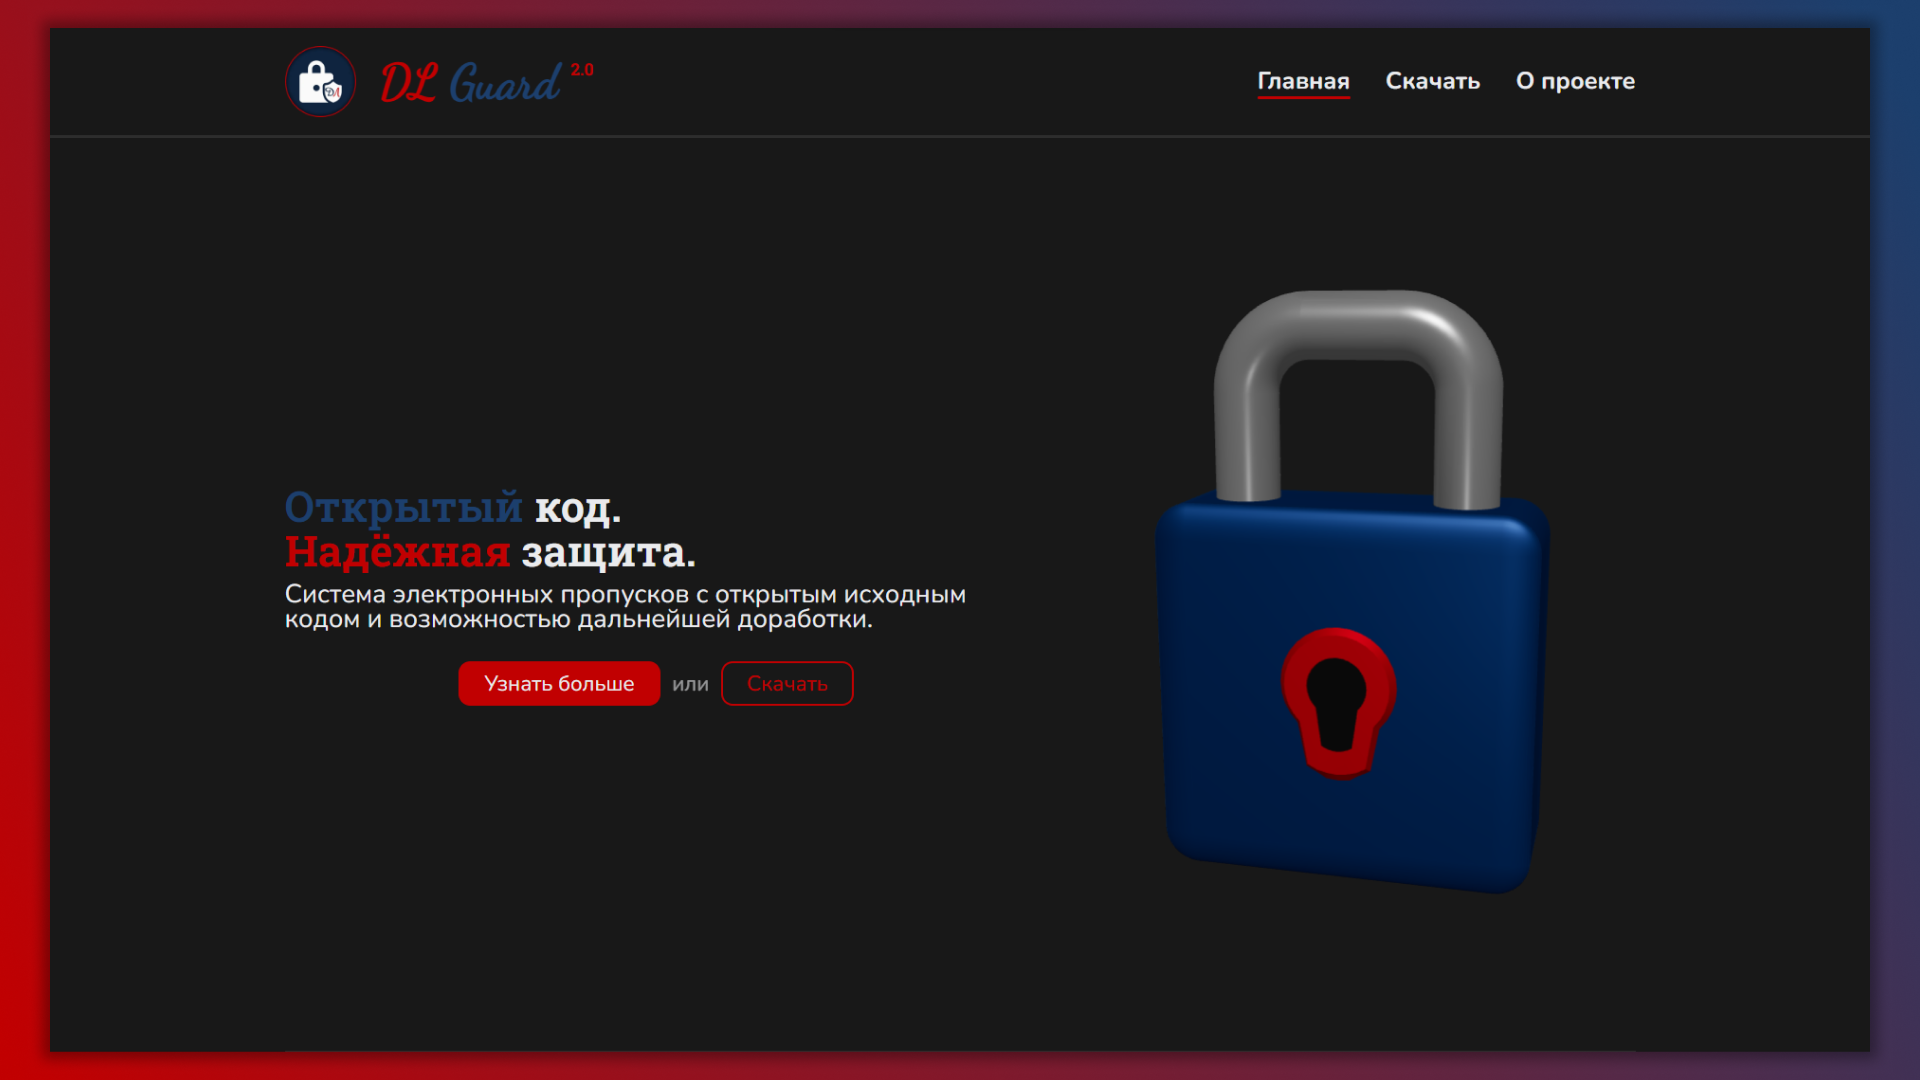 DL Guard 2.0
Главная Скачать О проекте
Открытый код.
Надёжная защита.
Система электронных пропусков с открытым исходным
кодом и возможностью дальнейшей доработки.
Узнать больше или Скачать